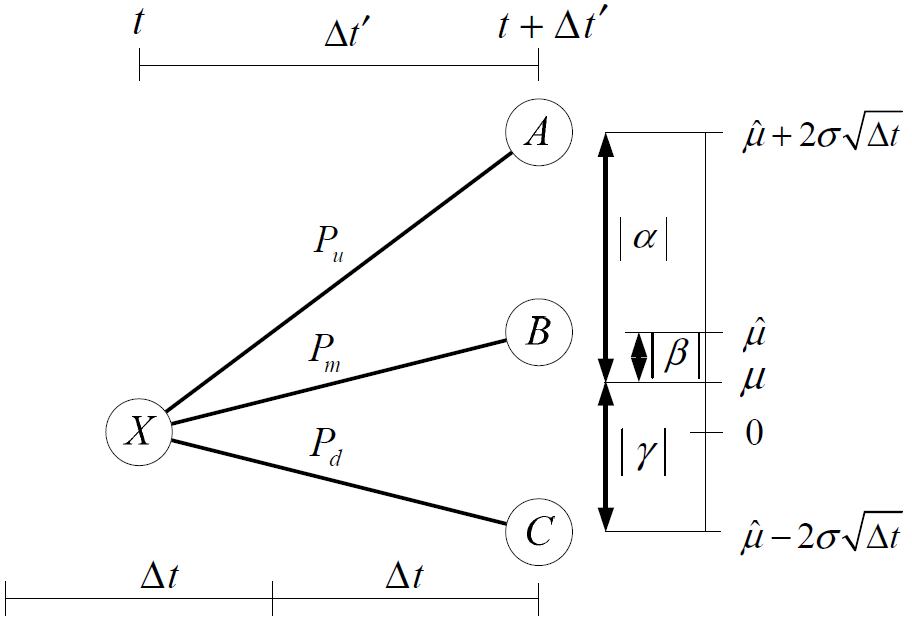 t
Δt′
t + Δt′
A
μ̂ + 2σ√Δt
P_u
|α|
B
μ̂
P_m
|β|
μ
X
0
P_d
|γ|
C
μ̂ − 2σ√Δt
Δt
Δt